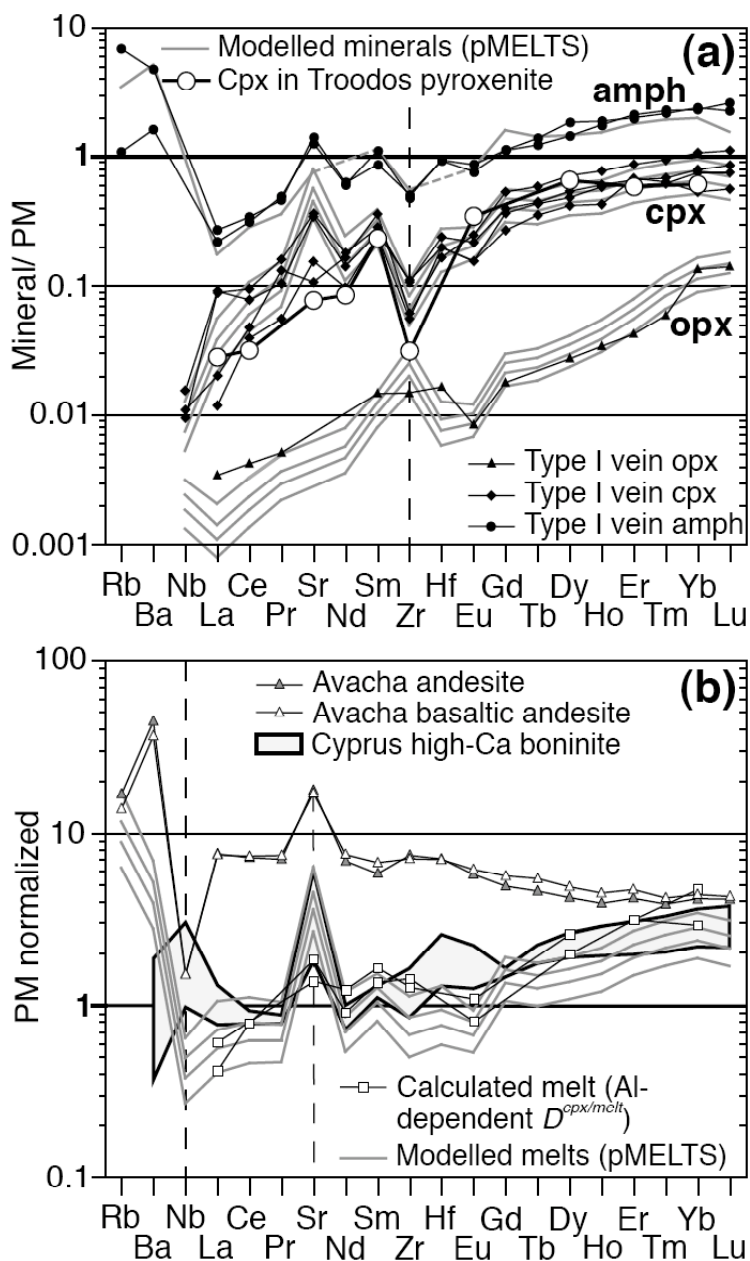 10
Modelled minerals (pMELTS)
(a)
Cpx in Troodos pyroxenite
amph
1
cpx
Mineral/ PM
0.1
opx
0.01
Type I vein opx
Type I vein cpx
Type I vein amph
0.001
Rb Nb Ce Sr Sm Hf Gd Dy Er Yb
Ba La Pr Nd Zr Eu Tb Ho Tm Lu
100
Avacha andesite
(b)
Avacha basaltic andesite
Cyprus high-Ca boninite
PM normalized
10
1
Calculated melt (Al-
dependent D cpx/melt)
Modelled melts (pMELTS)
0.1
Rb Nb Ce Sr Sm Hf Gd Dy Er Yb
Ba La Pr Nd Zr Eu Tb Ho Tm Lu